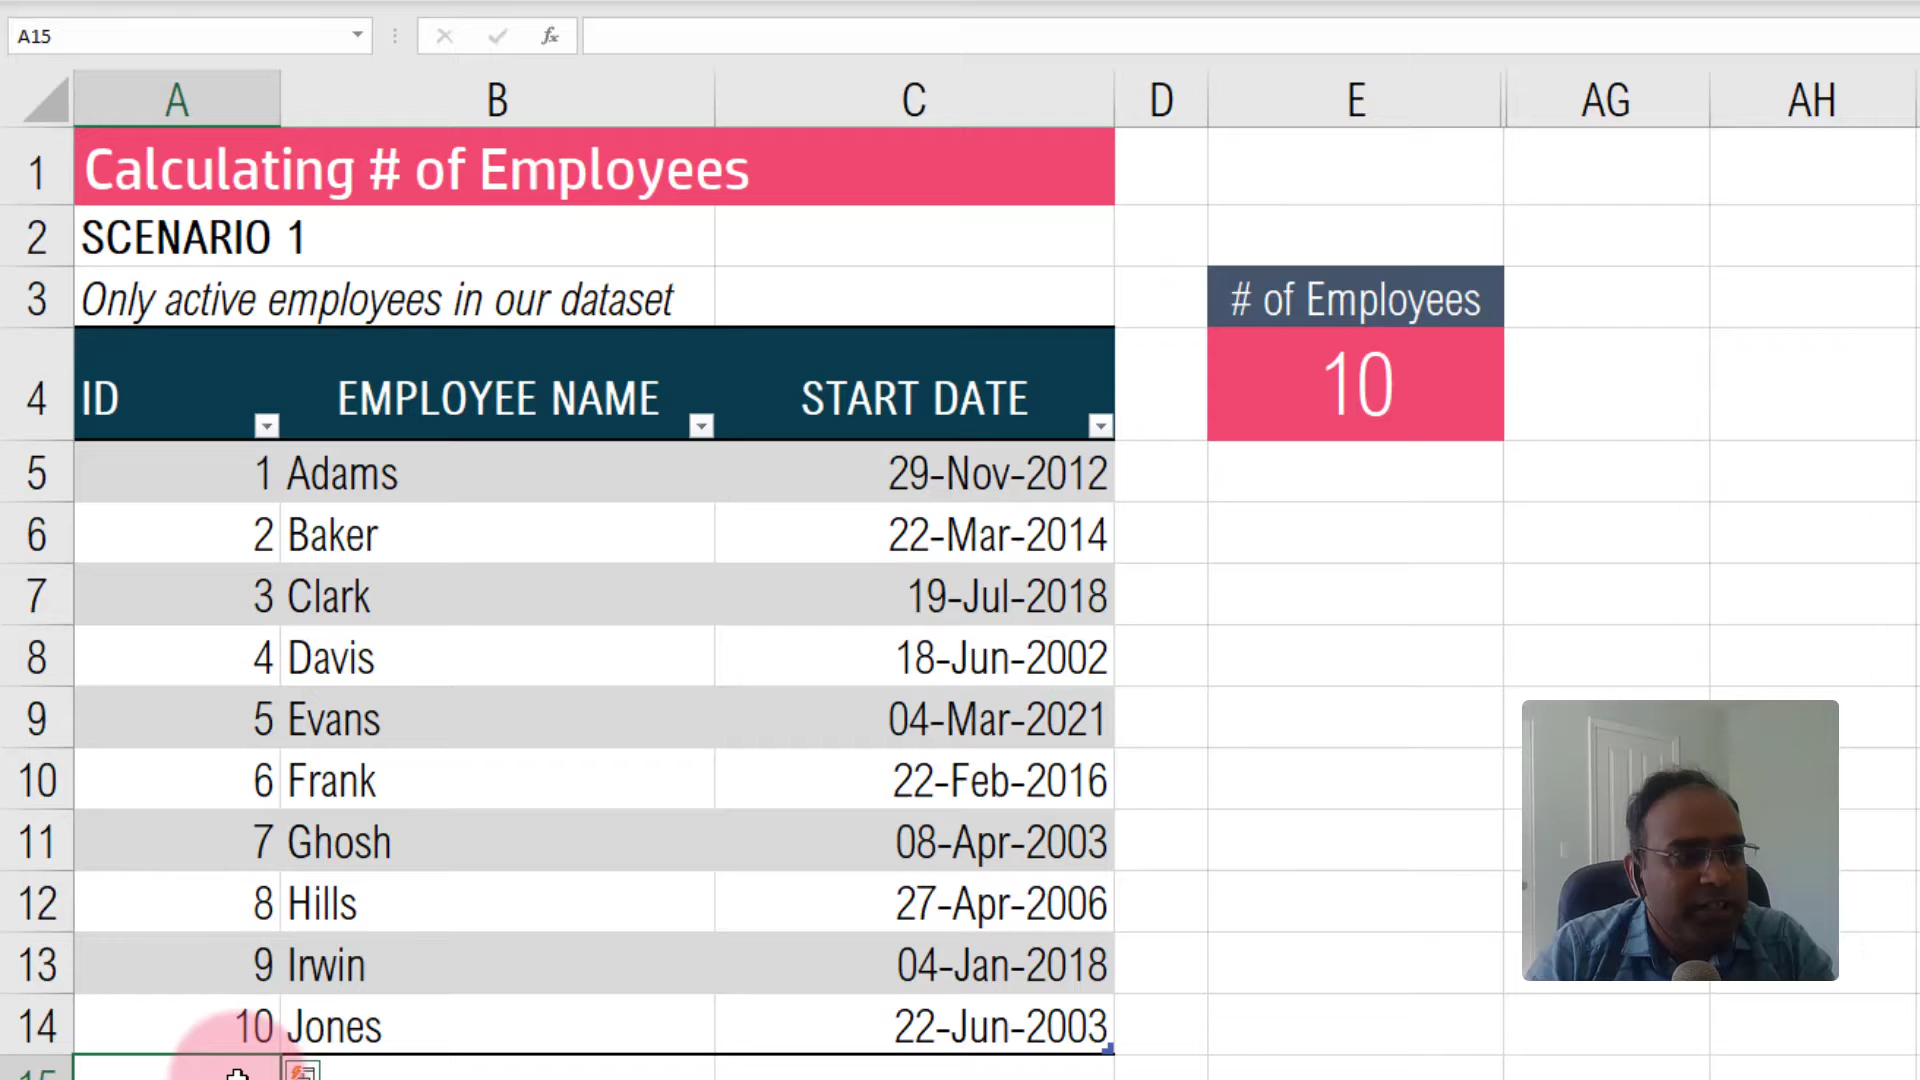 A15
fx
A B C D E AG AH
1 Calculating # of Employees
2 SCENARIO 1
3 Only active employees in our dataset # of Employees
4 ID EMPLOYEE NAME START DATE 10
5 1 Adams 29-Nov-2012
6 2 Baker 22-Mar-2014
7 3 Clark 19-Jul-2018
8 4 Davis 18-Jun-2002
9 5 Evans 04-Mar-2021
10 6 Frank 22-Feb-2016
11 7 Ghosh 08-Apr-2003
12 8 Hills 27-Apr-2006
13 9 Irwin 04-Jan-2018
14 10 Jones 22-Jun-2003
15